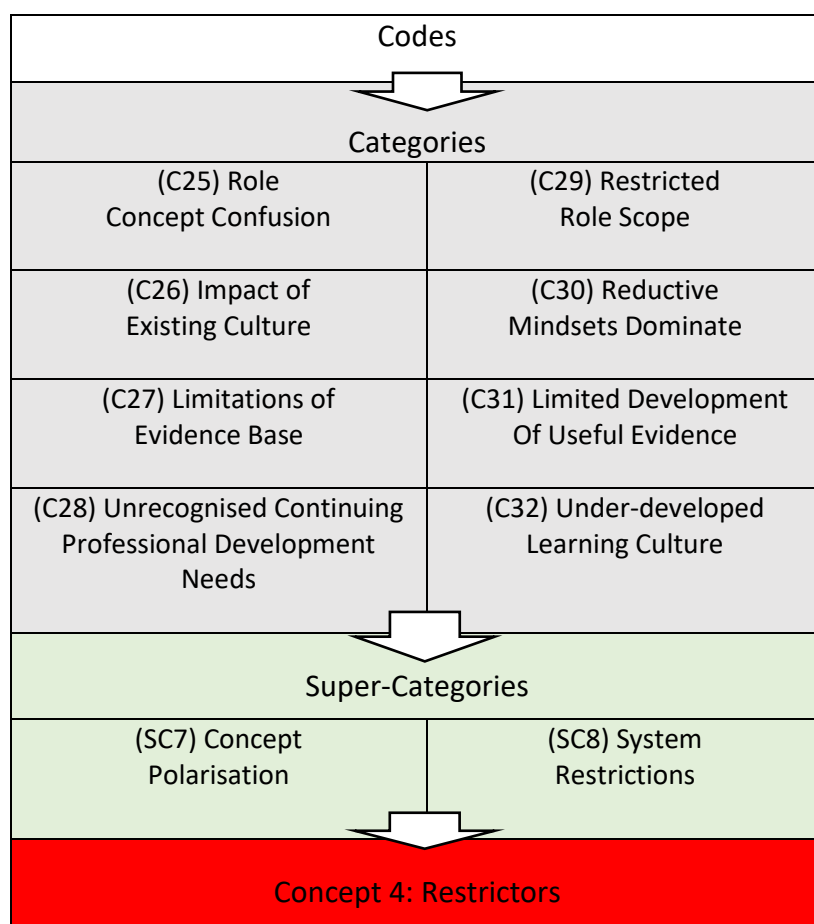 Codes
Categories
(C25) Role
Concept Confusion
(C29) Restricted
Role Scope
(C26) Impact of
Existing Culture
(C30) Reductive
Mindsets Dominate
(C27) Limitations of
Evidence Base
(C31) Limited Development
Of Useful Evidence
(C28) Unrecognised Continuing
Professional Development
Needs
(C32) Under-developed
Learning Culture
Super-Categories
(SC7) Concept
Polarisation
(SC8) System
Restrictions
Concept 4: Restrictors